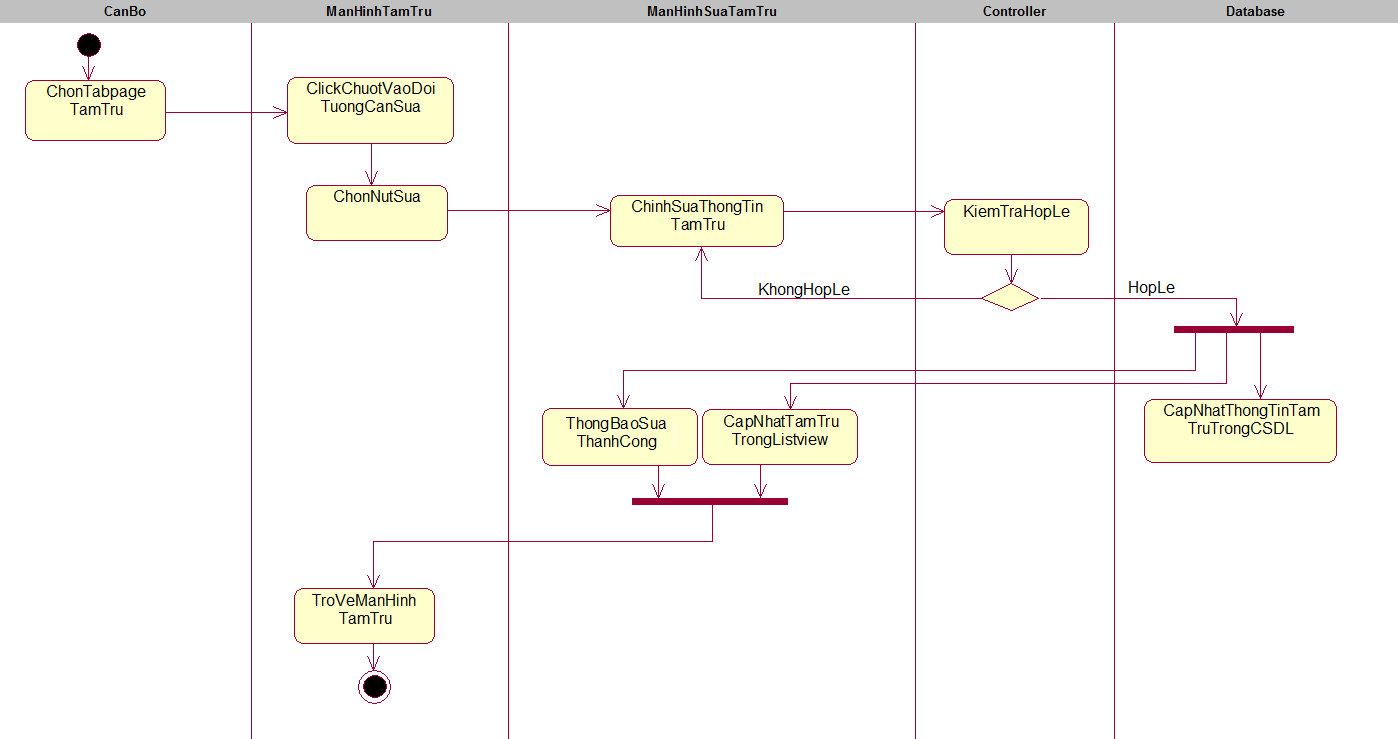 CanBo
ManHinhTamTru
ManHinhSuaTamTru
Controller
Database
ChonTabpage
TamTru
ClickChuotVaoDoi
TuongCanSua
ChonNutSua
ChinhSuaThongTin
TamTru
KiemTraHopLe
KhongHopLe
HopLe
ThongBaoSua
ThanhCong
CapNhatTamTru
TrongListview
CapNhatThongTinTam
TruTrongCSDL
TroVeManHinh
TamTru